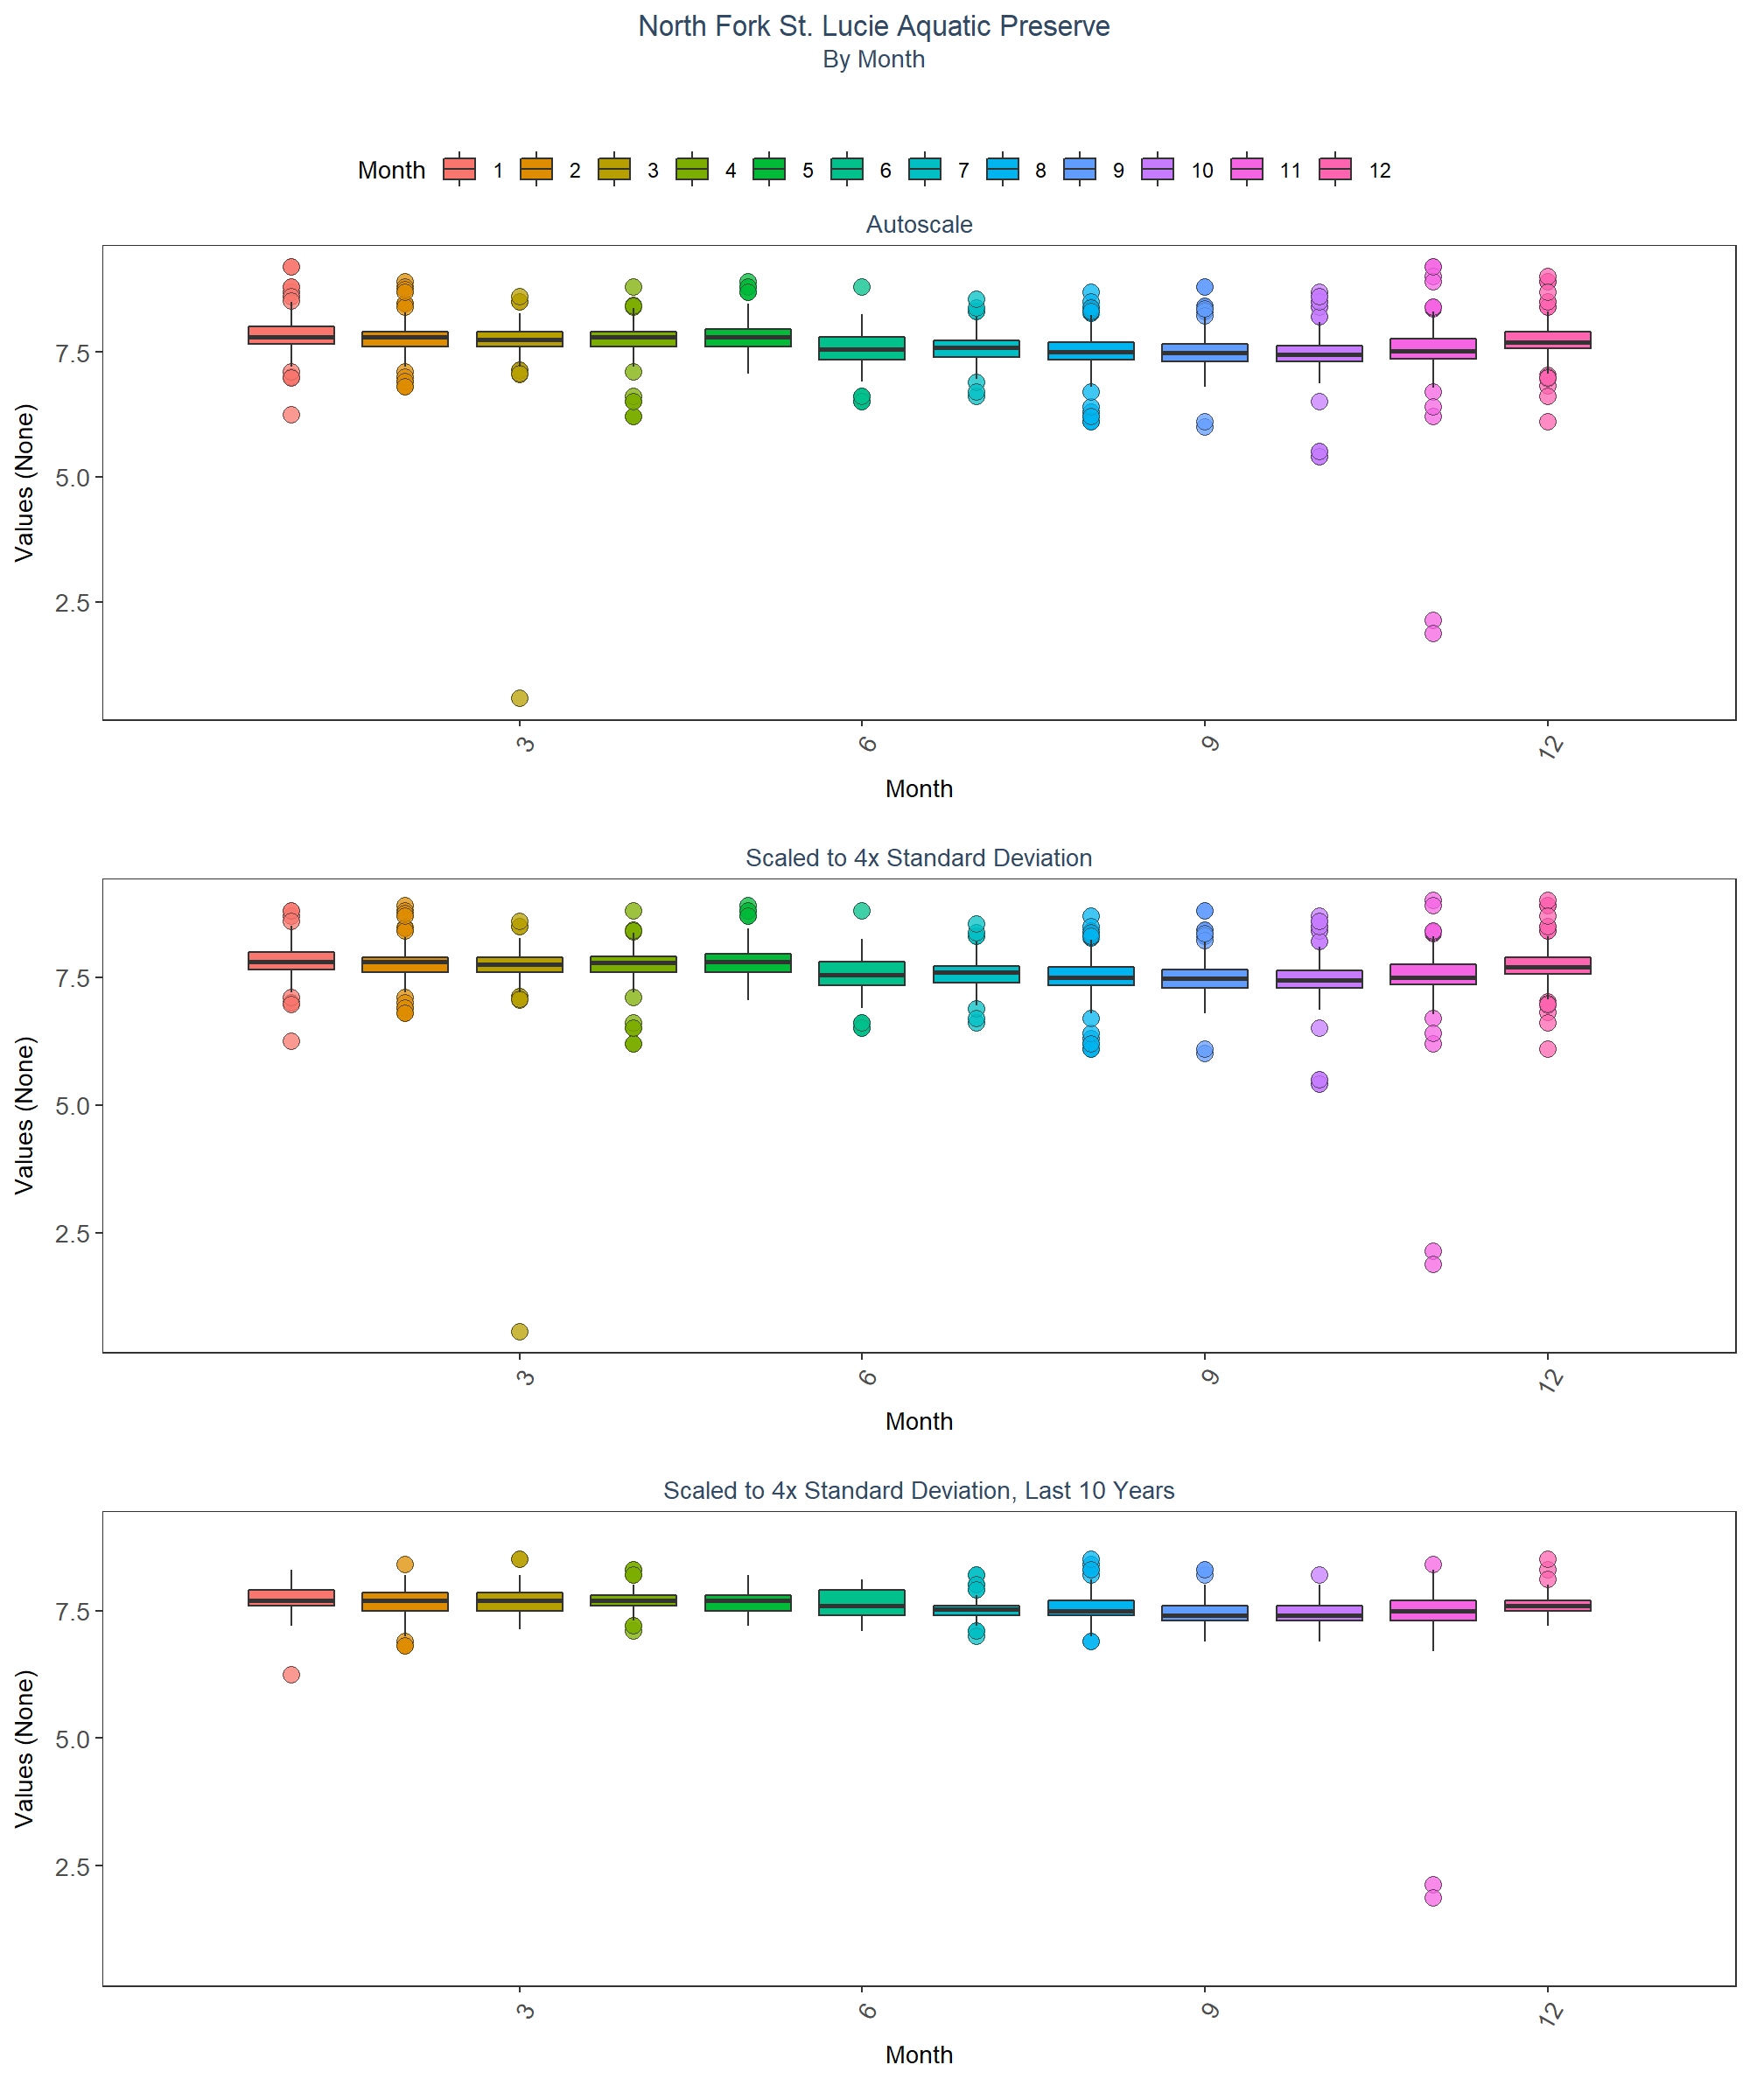 North Fork St. Lucie Aquatic Preserve
By Month
Month 1 2 3 4 5 6 7 8 9 10 11 12
Autoscale
Values (None)
7.5
5.0
2.5
3 6 9 12
Month
Scaled to 4x Standard Deviation
Values (None)
7.5
5.0
2.5
3 6 9 12
Month
Scaled to 4x Standard Deviation, Last 10 Years
Values (None)
7.5
5.0
2.5
3 6 9 12
Month